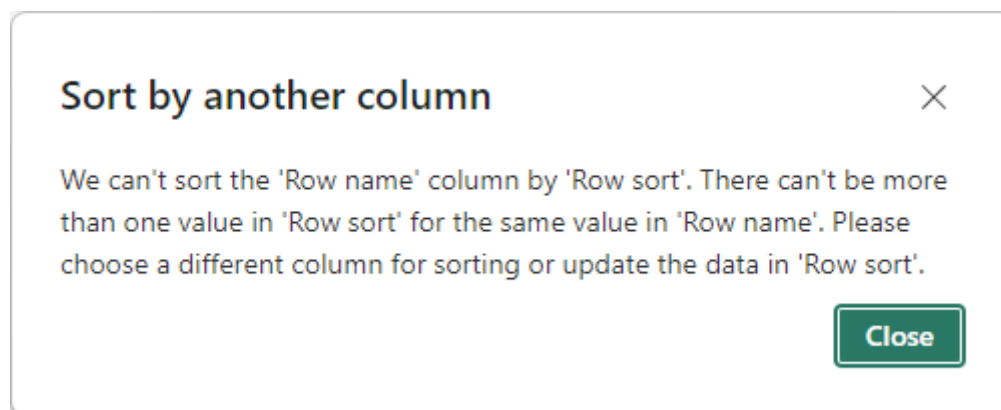 Sort by another column
We can't sort the 'Row name' column by 'Row sort'. There can't be more
than one value in 'Row sort' for the same value in 'Row name'. Please
choose a different column for sorting or update the data in 'Row sort'.
Close